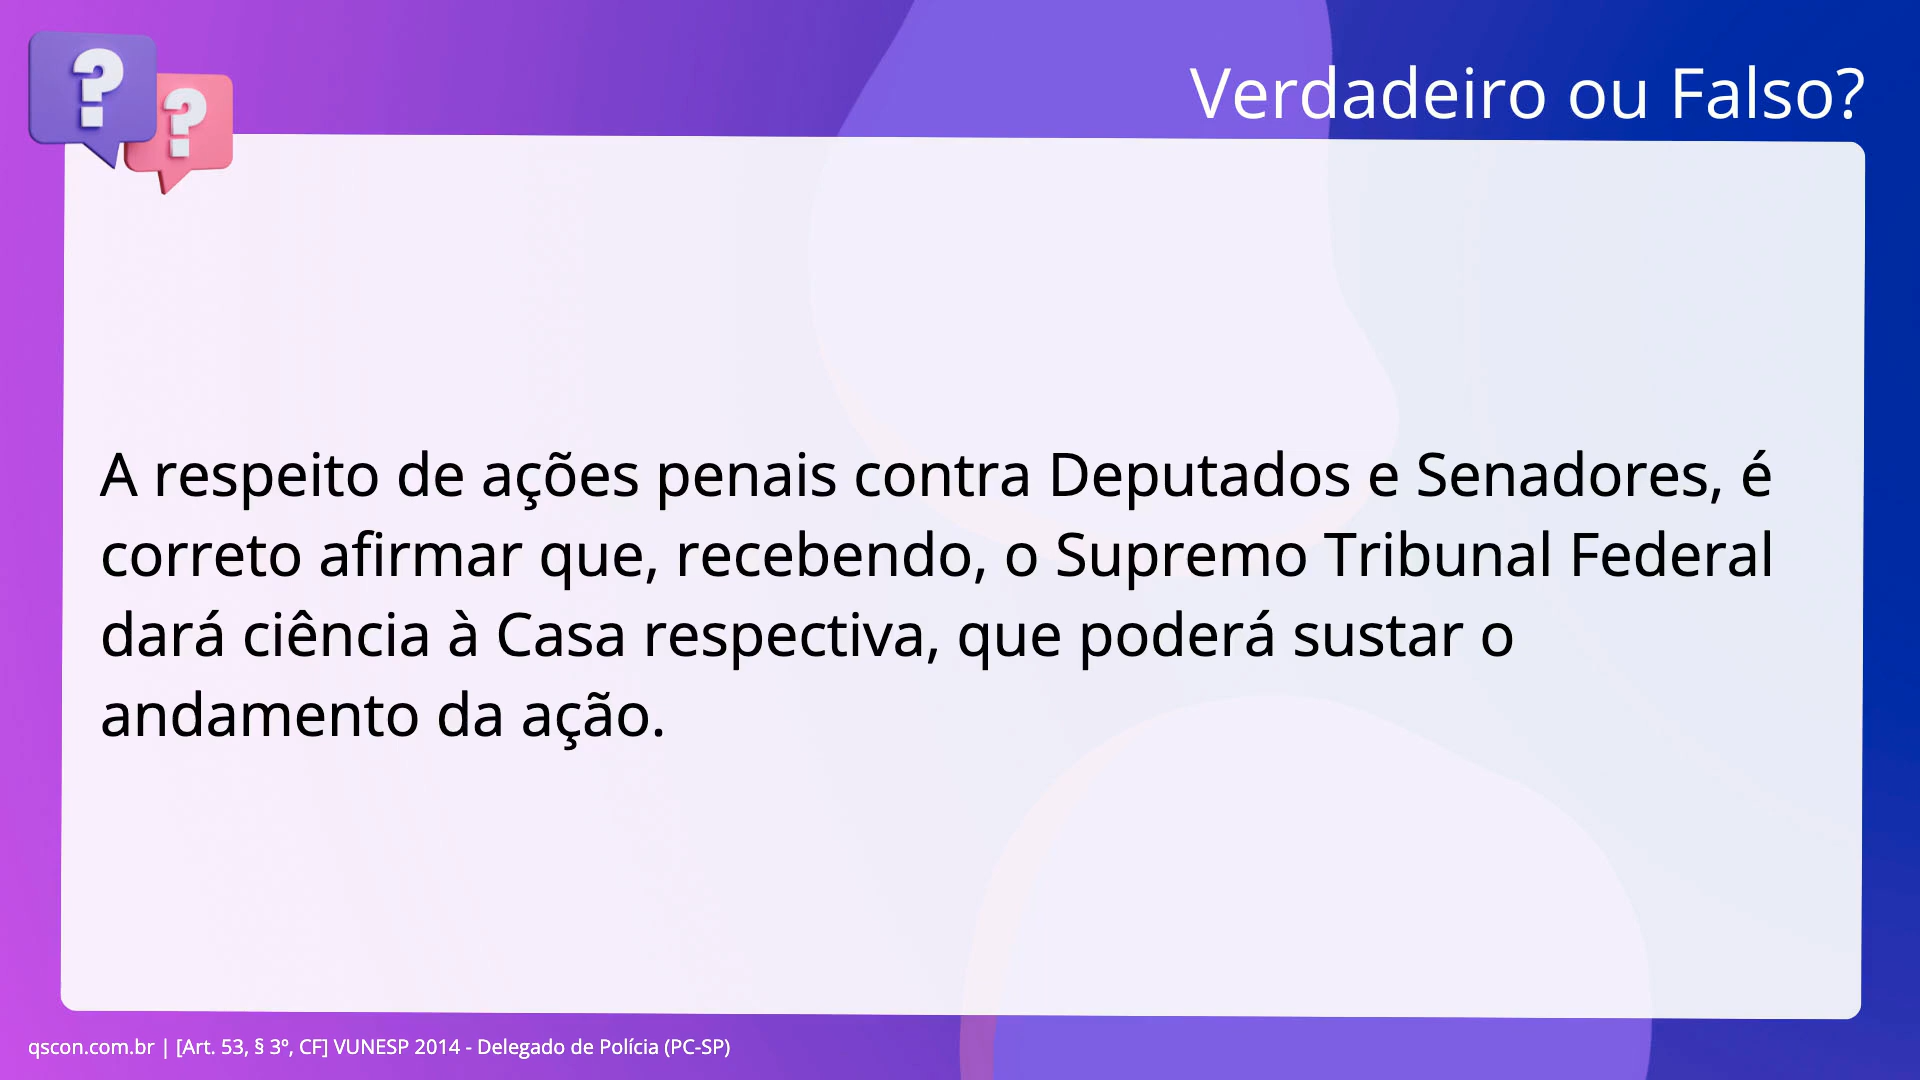 Verdadeiro ou Falso?
A respeito de ações penais contra Deputados e Senadores, é
correto afirmar que, recebendo, o Supremo Tribunal Federal
dará ciência à Casa respectiva, que poderá sustar o
andamento da ação.
qscon.com.br | [Art. 53, § 3º, CF] VUNESP 2014 - Delegado de Polícia (PC-SP)